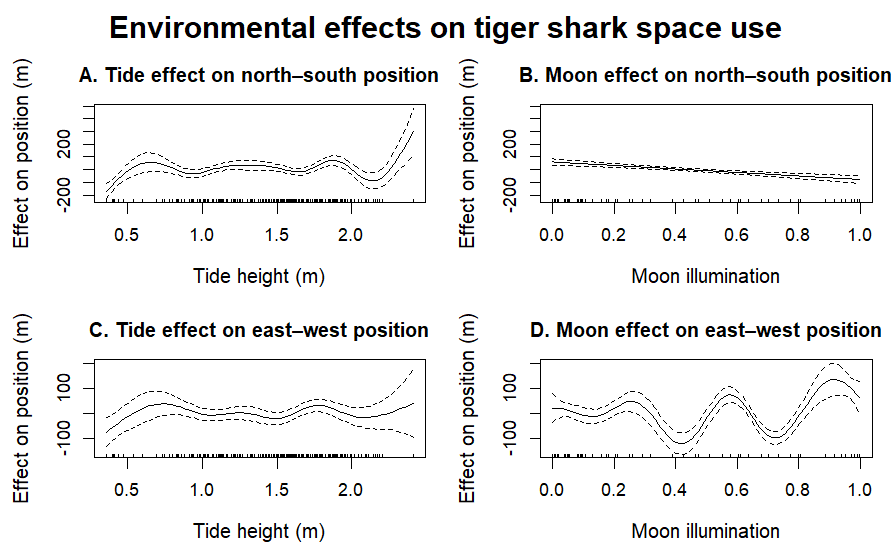 Environmental effects on tiger shark space use
A. Tide effect on north–south position
B. Moon effect on north–south position
Effect on position (m)
200
-200
0.5 1.0 1.5 2.0
Tide height (m)
Effect on position (m)
200
-200
0.0 0.2 0.4 0.6 0.8 1.0
Moon illumination
C. Tide effect on east–west position
D. Moon effect on east–west position
Effect on position (m)
100
-100
0.5 1.0 1.5 2.0
Tide height (m)
Effect on position (m)
100
-100
0.0 0.2 0.4 0.6 0.8 1.0
Moon illumination